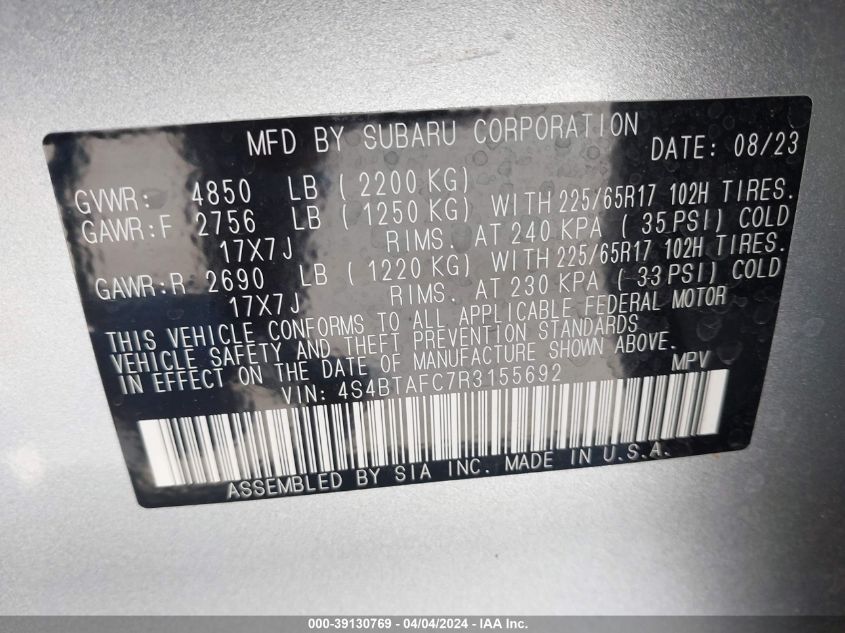 MFD BY SUBARU CORPORATION DATE: 08/23
GVWR: 4850 LB ( 2200 KG)
GAWR:F 2756 LB ( 1250 KG) WITH 225/65R17 102H TIRES.
17X7J RIMS. AT 240 KPA ( 35 PSI) COLD
GAWR:R 2690 LB ( 1220 KG) WITH 225/65R17 102H TIRES.
17X7J RIMS. AT 230 KPA ( 33 PSI) COLD
THIS VEHICLE CONFORMS TO ALL APPLICABLE FEDERAL MOTOR
VEHICLE SAFETY AND THEFT PREVENTION STANDARDS
IN EFFECT ON THE DATE OF MANUFACTURE SHOWN ABOVE.
VIN: 4S4BTAFC7R3155692 MPV
ASSEMBLED BY SIA INC. MADE IN U.S.A.
000-39130769 - 04/04/2024 - IAA Inc.